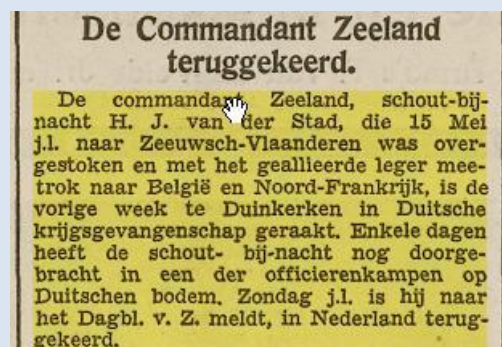 De Commandant Zeeland
teruggekeerd.
De commandant Zeeland, schout-bij-
nacht H. J. van der Stad, die 15 Mei
j.l. naar Zeeuwsch-Vlaanderen was over-
gestoken en met het geallieerde leger mee-
trok naar België en Noord-Frankrijk, is de
vorige week te Duinkerken in Duitsche
krijgsgevangenschap geraakt. Enkele dagen
heeft de schout- bij-nacht nog doorge-
bracht in een der officierenkampen op
Duitschen bodem. Zondag j.l. is hij naar
het Dagbl. v. Z. meldt, in Nederland terug-
gekeerd.